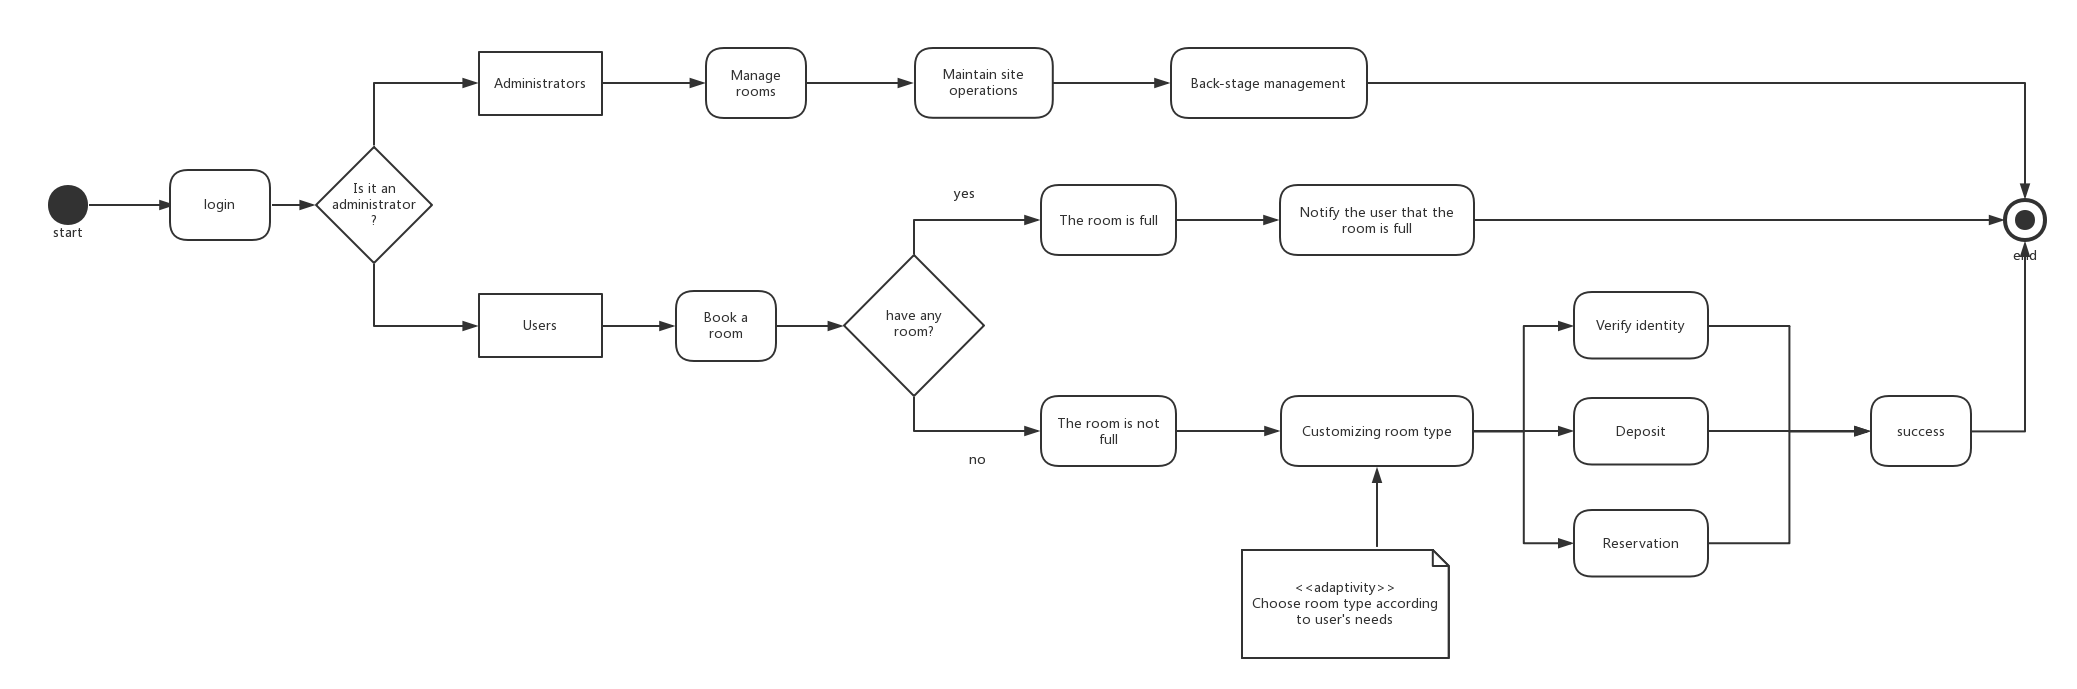 Administrators
Manage
rooms
Maintain site
operations
Back-stage management
start
login
Is it an
administrator
?
yes
The room is full
Notify the user that the
room is full
end
Users
Book a
room
have any
room?
no
The room is not
full
Customizing room type
Verify identity
Deposit
Reservation
success
<<adaptivity>>
Choose room type according
to user's needs